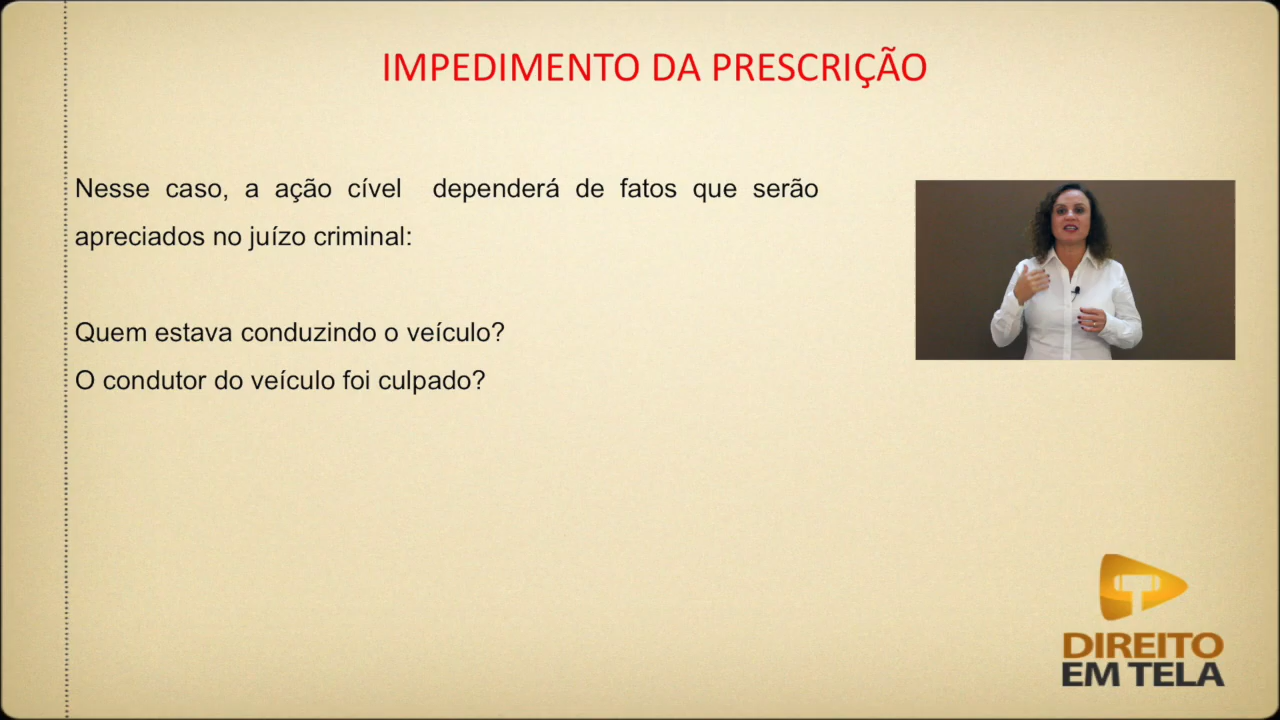 IMPEDIMENTO DA PRESCRIÇÃO
Nesse caso, a ação cível dependerá de fatos que serão
apreciados no juízo criminal:
Quem estava conduzindo o veículo?
O condutor do veículo foi culpado?
DIREITO
EM TELA